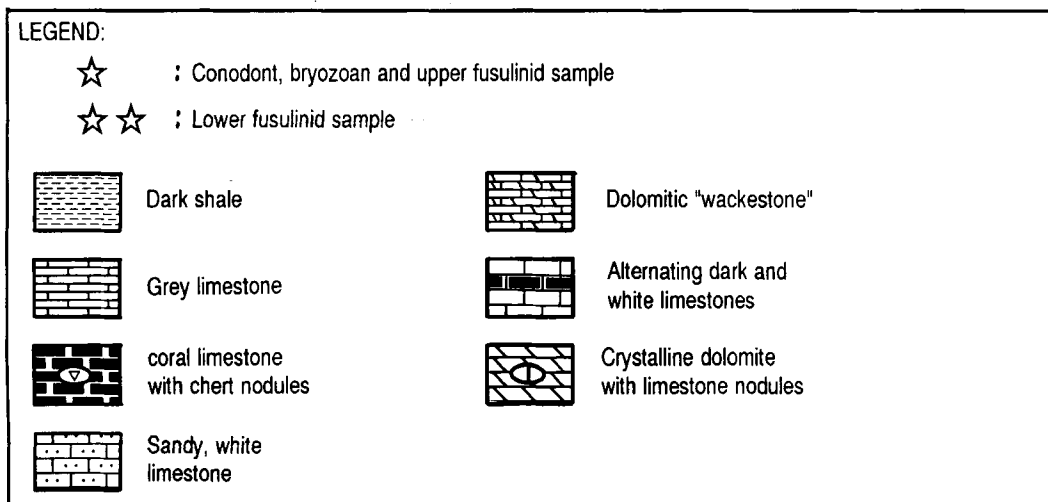 LEGEND:
: Conodont, bryozoan and upper fusulinid sample
: Lower fusulinid sample
Dark shale
Grey limestone
coral limestone
with chert nodules
Sandy, white
limestone
Dolomitic "wackestone"
Alternating dark and
white limestones
Crystalline dolomite
with limestone nodules